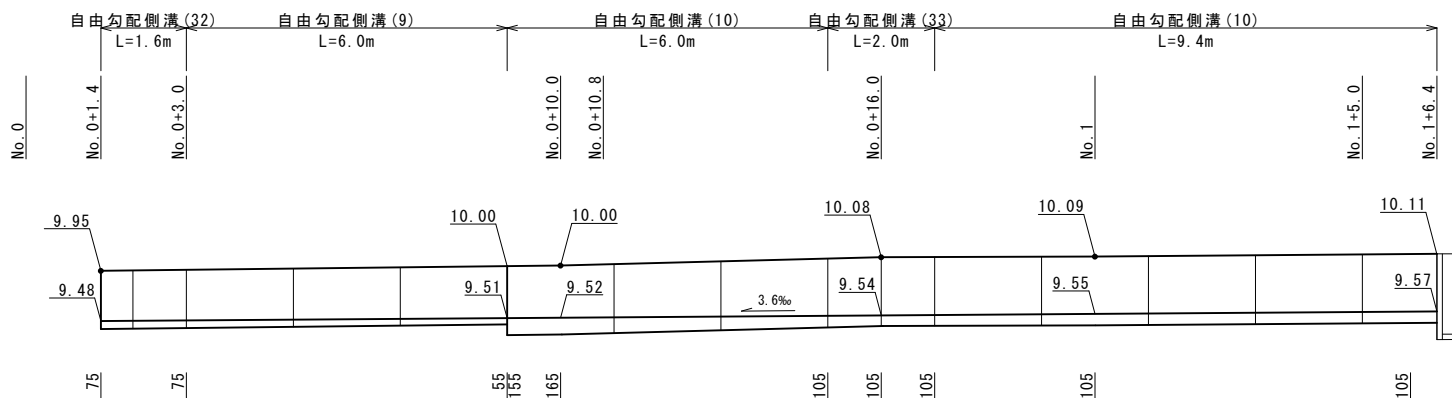 自由勾配側溝(32)
自由勾配側溝(9)
自由勾配側溝(10)
自由勾配側溝(33)
自由勾配側溝(10)
L=1.6m
L=6.0m
L=6.0m
L=2.0m
L=9.4m
No.0
No.0+1.4
No.0+3.0
No.0+10.0
No.0+10.8
No.0+16.0
No.1
No.1+5.0
No.1+6.4
9.95
10.00
10.00
10.08
10.09
10.11
9.48
9.51
9.52
3.6‰
9.54
9.55
9.57
75
75
55
155
165
105
105
105
105
105